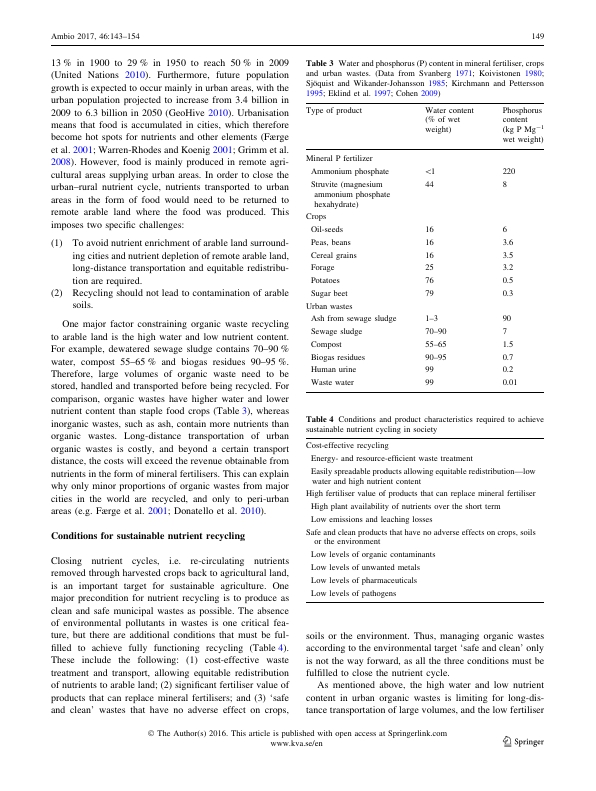 Ambio 2017, 46:143–154
149
13 % in 1900 to 29 % in 1950 to reach 50 % in 2009
(United Nations 2010). Furthermore, future population
growth is expected to occur mainly in urban areas, with the
urban population projected to increase from 3.4 billion in
2009 to 6.3 billion in 2050 (GeoHive 2010). Urbanisation
means that food is accumulated in cities, which therefore
become hot spots for nutrients and other elements (Færge
et al. 2001; Warren-Rhodes and Koenig 2001; Grimm et al.
2008). However, food is mainly produced in remote agri-
cultural areas supplying urban areas. In order to close the
urban–rural nutrient cycle, nutrients transported to urban
areas in the form of food would need to be returned to
remote arable land where the food was produced. This
imposes two specific challenges:
(1) To avoid nutrient enrichment of arable land surround-
ing cities and nutrient depletion of remote arable land,
long-distance transportation and equitable redistribu-
tion are required.
(2) Recycling should not lead to contamination of arable
soils.
One major factor constraining organic waste recycling
to arable land is the high water and low nutrient content.
For example, dewatered sewage sludge contains 70–90 %
water, compost 55–65 % and biogas residues 90–95 %.
Therefore, large volumes of organic waste need to be
stored, handled and transported before being recycled. For
comparison, organic wastes have higher water and lower
nutrient content than staple food crops (Table 3), whereas
inorganic wastes, such as ash, contain more nutrients than
organic wastes. Long-distance transportation of urban
organic wastes is costly, and beyond a certain transport
distance, the costs will exceed the revenue obtainable from
nutrients in the form of mineral fertilisers. This can explain
why only minor proportions of organic wastes from major
cities in the world are recycled, and only to peri-urban
areas (e.g. Færge et al. 2001; Donatello et al. 2010).
Conditions for sustainable nutrient recycling
Closing nutrient cycles, i.e. re-circulating nutrients
removed through harvested crops back to agricultural land,
is an important target for sustainable agriculture. One
major precondition for nutrient recycling is to produce as
clean and safe municipal wastes as possible. The absence
of environmental pollutants in wastes is one critical fea-
ture, but there are additional conditions that must be ful-
filled to achieve fully functioning recycling (Table 4).
These include the following: (1) cost-effective waste
treatment and transport, allowing equitable redistribution
of nutrients to arable land; (2) significant fertiliser value of
products that can replace mineral fertilisers; and (3) ‘safe
and clean’ wastes that have no adverse effect on crops,
Table 3 Water and phosphorus (P) content in mineral fertiliser, crops
and urban wastes. (Data from Svanberg 1971; Koivistonen 1980;
Sjöquist and Wikander-Johansson 1985; Kirchmann and Pettersson
1995; Eklind et al. 1997; Cohen 2009)
Type of product Water content Phosphorus
(% of wet content
weight) (kg P Mg−1
wet weight)
Mineral P fertilizer
Ammonium phosphate <1 220
Struvite (magnesium 44 8
ammonium phosphate
hexahydrate)
Crops
Oil-seeds 16 6
Peas, beans 16 3.6
Cereal grains 16 3.5
Forage 25 3.2
Potatoes 76 0.5
Sugar beet 79 0.3
Urban wastes
Ash from sewage sludge 1–3 90
Sewage sludge 70–90 7
Compost 55–65 1.5
Biogas residues 90–95 0.7
Human urine 99 0.2
Waste water 99 0.01
Table 4 Conditions and product characteristics required to achieve
sustainable nutrient cycling in society
Cost-effective recycling
Energy- and resource-efficient waste treatment
Easily spreadable products allowing equitable redistribution—low
water and high nutrient content
High fertiliser value of products that can replace mineral fertiliser
High plant availability of nutrients over the short term
Low emissions and leaching losses
Safe and clean products that have no adverse effects on crops, soils
or the environment
Low levels of organic contaminants
Low levels of unwanted metals
Low levels of pharmaceuticals
Low levels of pathogens
soils or the environment. Thus, managing organic wastes
according to the environmental target ‘safe and clean’ only
is not the way forward, as all the three conditions must be
fulfilled to close the nutrient cycle.
As mentioned above, the high water and low nutrient
content in urban organic wastes is limiting for long-dis-
tance transportation of large volumes, and the low fertiliser
© The Author(s) 2016. This article is published with open access at Springerlink.com
www.kva.se/en
Springer